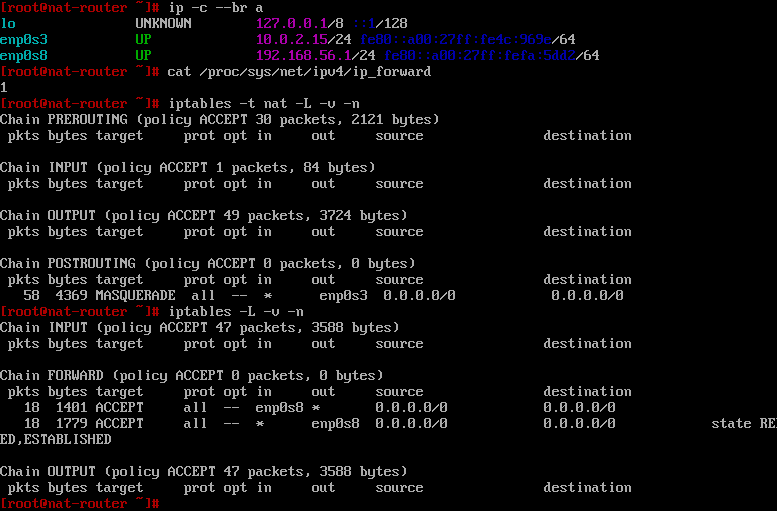 [root@nat-router ~]# ip -c --br a
lo UNKNOWN 127.0.0.1/8 ::1/128
enp0s3 UP 10.0.2.15/24 fe80::a00:27ff:fe4e:969e/64
enp0s8 UP 192.168.56.1/24 fe80::a00:27ff:fefa:5dd2/64
[root@nat-router ~]# cat /proc/sys/net/ipv4/ip_forward
1
[root@nat-router ~]# iptables -t nat -L -v -n
Chain PREROUTING (policy ACCEPT 30 packets, 2121 bytes)
pkts bytes target prot opt in out source destination
Chain INPUT (policy ACCEPT 1 packets, 84 bytes)
pkts bytes target prot opt in out source destination
Chain OUTPUT (policy ACCEPT 49 packets, 3724 bytes)
pkts bytes target prot opt in out source destination
Chain POSTROUTING (policy ACCEPT 0 packets, 0 bytes)
pkts bytes target prot opt in out source destination
58 4369 MASQUERADE all -- * enp0s3 0.0.0.0/0 0.0.0.0/0
[root@nat-router ~]# iptables -L -v -n
Chain INPUT (policy ACCEPT 47 packets, 3588 bytes)
pkts bytes target prot opt in out source destination
Chain FORWARD (policy ACCEPT 0 packets, 0 bytes)
pkts bytes target prot opt in out source destination
18 1401 ACCEPT all -- enp0s8 * 0.0.0.0/0 0.0.0.0/0
18 1779 ACCEPT all -- * enp0s8 0.0.0.0/0 0.0.0.0/0 state RE
ED,ESTABLISHED
Chain OUTPUT (policy ACCEPT 47 packets, 3588 bytes)
pkts bytes target prot opt in out source destination
[root@nat-router ~]#